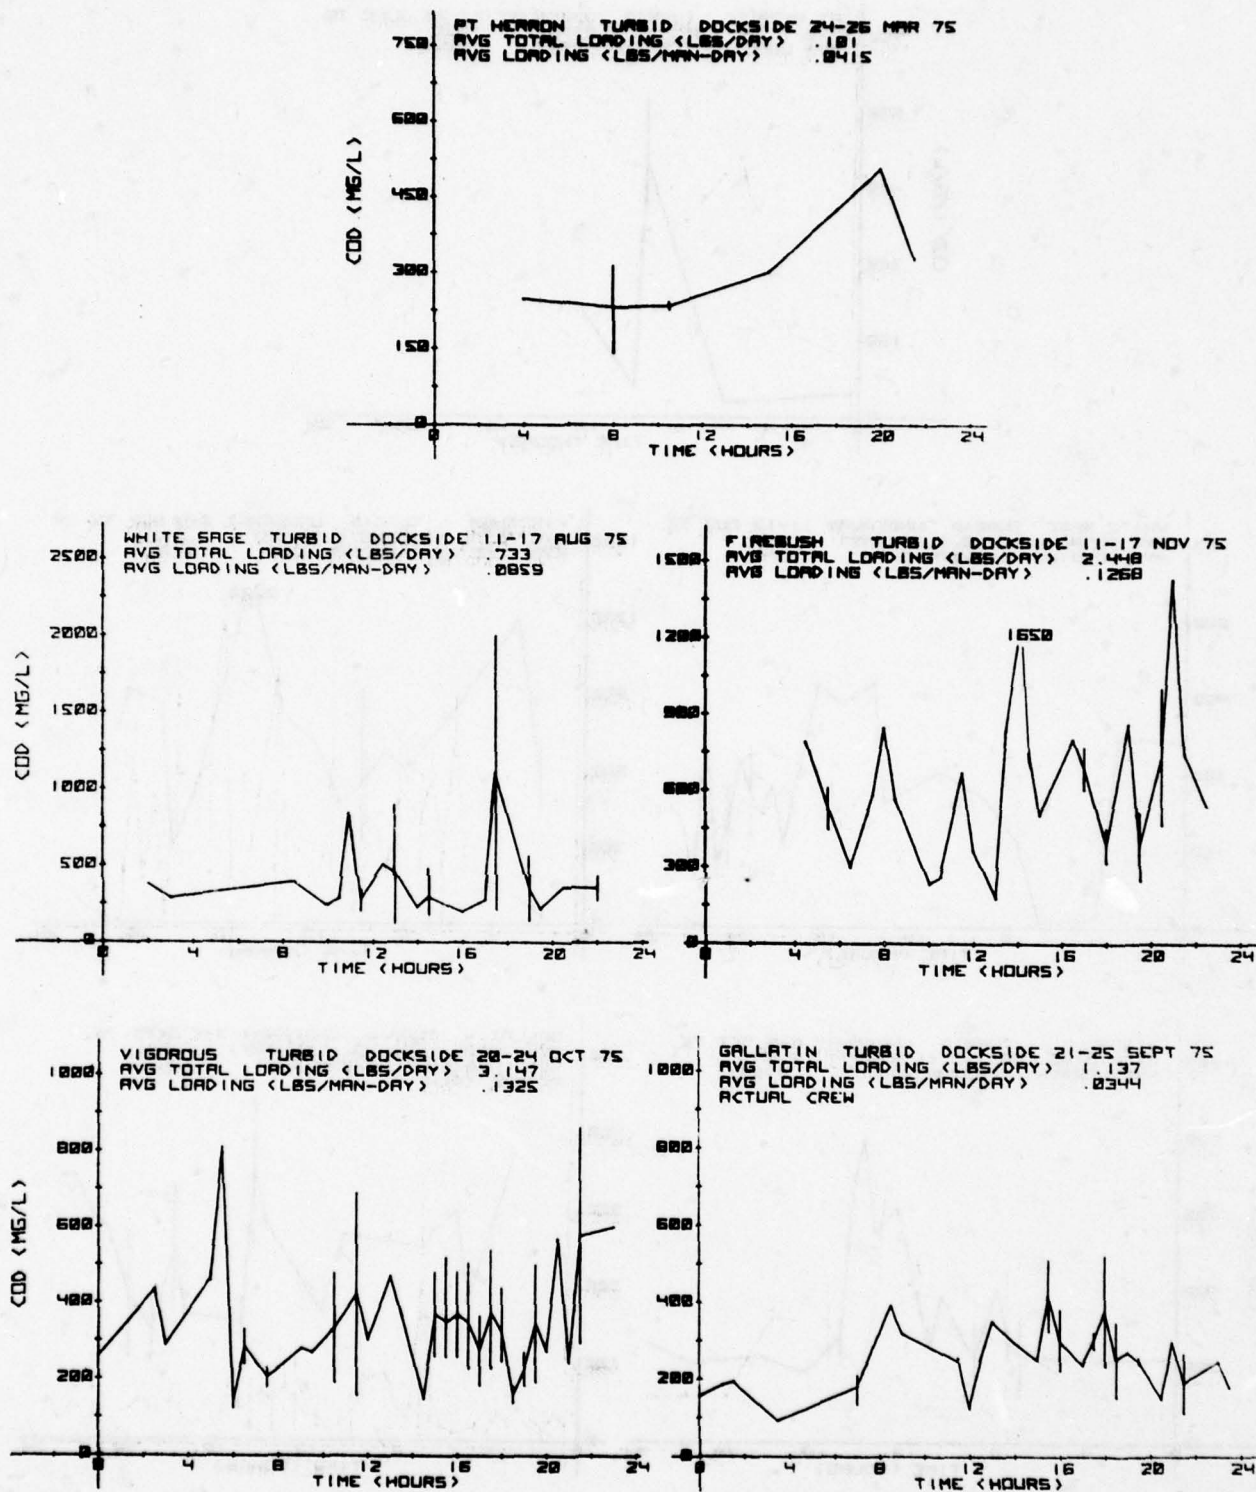 PT HERRON TURBID DOCKSIDE 24-26 MAR 75
AVG TOTAL LOADING <LBS/DAY> .101
AVG LOADING <LBS/MAN-DAY> .0415
COD <MG/L>
750
600
450
300
150
0
0 4 8 12 16 20 24
TIME <HOURS>
WHITE SAGE TURBID DOCKSIDE 11-17 AUG 75
AVG TOTAL LOADING <LBS/DAY> .733
AVG LOADING <LBS/MAN-DAY> .0859
COD <MG/L>
2500
2000
1500
1000
500
0
0 4 8 12 16 20 24
TIME <HOURS>
FIREBUSH TURBID DOCKSIDE 11-17 NOV 75
AVG TOTAL LOADING <LBS/DAY> 2.448
AVG LOADING <LBS/MAN-DAY> .1268
1500
1200
900
600
300
0
1650
0 4 8 12 16 20 24
TIME <HOURS>
VIGOROUS TURBID DOCKSIDE 20-24 OCT 75
AVG TOTAL LOADING <LBS/DAY> 3.147
AVG LOADING <LBS/MAN-DAY> .1325
COD <MG/L>
1000
800
600
400
200
0
0 4 8 12 16 20 24
TIME <HOURS>
GALLATIN TURBID DOCKSIDE 21-25 SEPT 75
AVG TOTAL LOADING <LBS/DAY> 1.137
AVG LOADING <LBS/MAN/DAY> .0344
ACTUAL CREW
1000
800
600
400
200
0
0 4 8 12 16 20 24
TIME <HOURS>